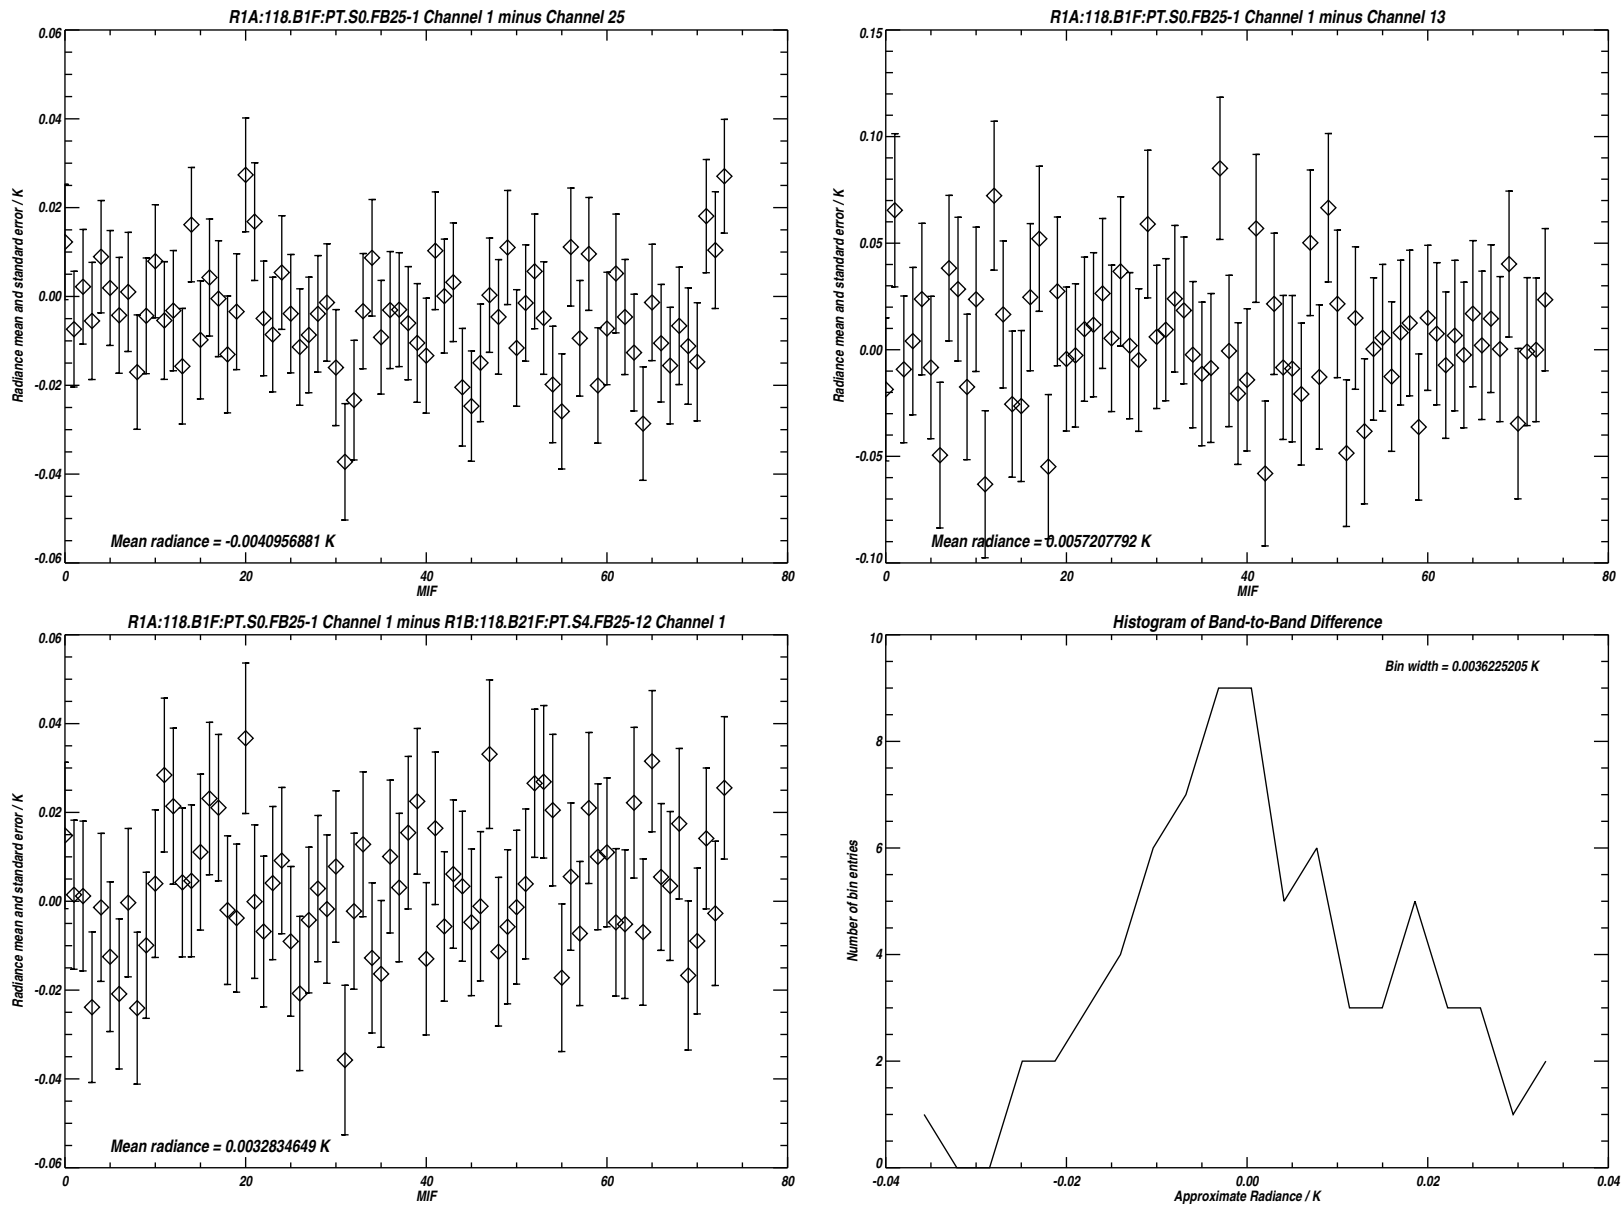 R1A:118.B1F:PT.S0.FB25-1 Channel 1 minus Channel 25
0.06
0.04
0.02
0.00
-0.02
-0.04
-0.06
Radiance mean and standard error / K
Mean radiance = -0.0040956881 K
0 20 40 60 80
MIF
R1A:118.B1F:PT.S0.FB25-1 Channel 1 minus Channel 13
0.15
0.10
0.05
0.00
-0.05
-0.10
Radiance mean and standard error / K
Mean radiance = 0.0057207792 K
0 20 40 60 80
MIF
R1A:118.B1F:PT.S0.FB25-1 Channel 1 minus R1B:118.B21F:PT.S4.FB25-12 Channel 1
0.06
0.04
0.02
0.00
-0.02
-0.04
-0.06
Radiance mean and standard error / K
Mean radiance = 0.0032834649 K
0 20 40 60 80
MIF
Histogram of Band-to-Band Difference
10
8
6
4
2
0
Number of bin entries
Bin width = 0.0036225205 K
-0.04 -0.02 0.00 0.02 0.04
Approximate Radiance / K